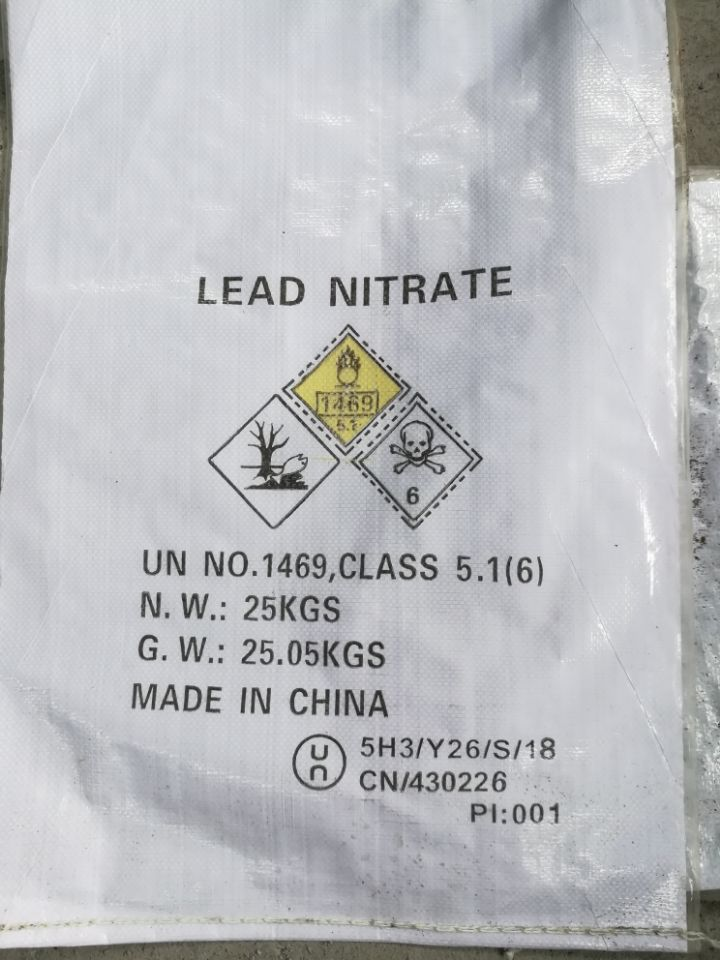 LEAD NITRATE
1469
5.1
6
UN NO.1469,CLASS 5.1(6)
N. W.: 25KGS
G. W.: 25.05KGS
MADE IN CHINA
un 5H3/Y26/S/18
CN/430226
PI:001